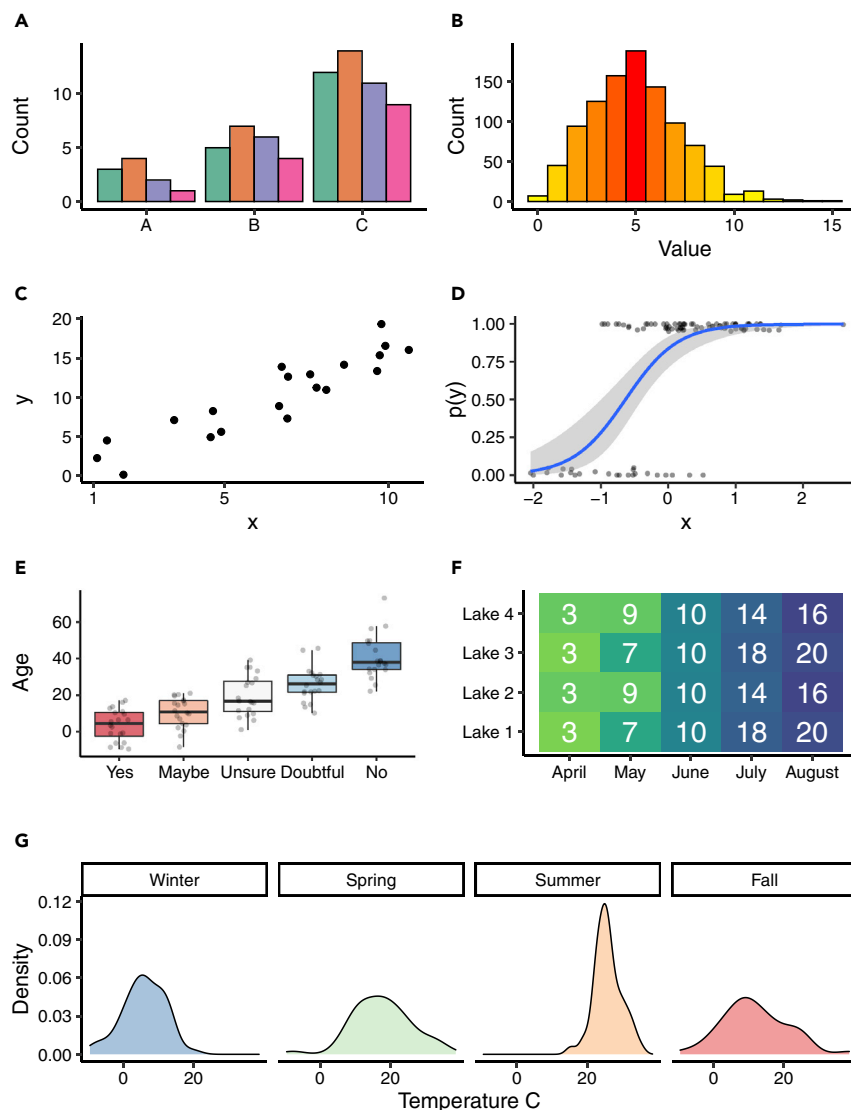 A
Count
10
5
0
A B C
B
Count
150
100
50
0
0 5 10 15
Value
C
y
20
15
10
5
0
1 5 10
x
D
p(y)
1.00
0.75
0.50
0.25
0.00
−2 −1 0 1 2
x
E
Age
60
40
20
0
Yes Maybe Unsure Doubtful No
F
Lake 4 3 9 10 14 16
Lake 3 3 7 10 18 20
Lake 2 3 9 10 14 16
Lake 1 3 7 10 18 20
April May June July August
G
Winter Spring Summer Fall
Density
0.12
0.09
0.06
0.03
0.00
0 20 0 20 0 20 0 20
Temperature C